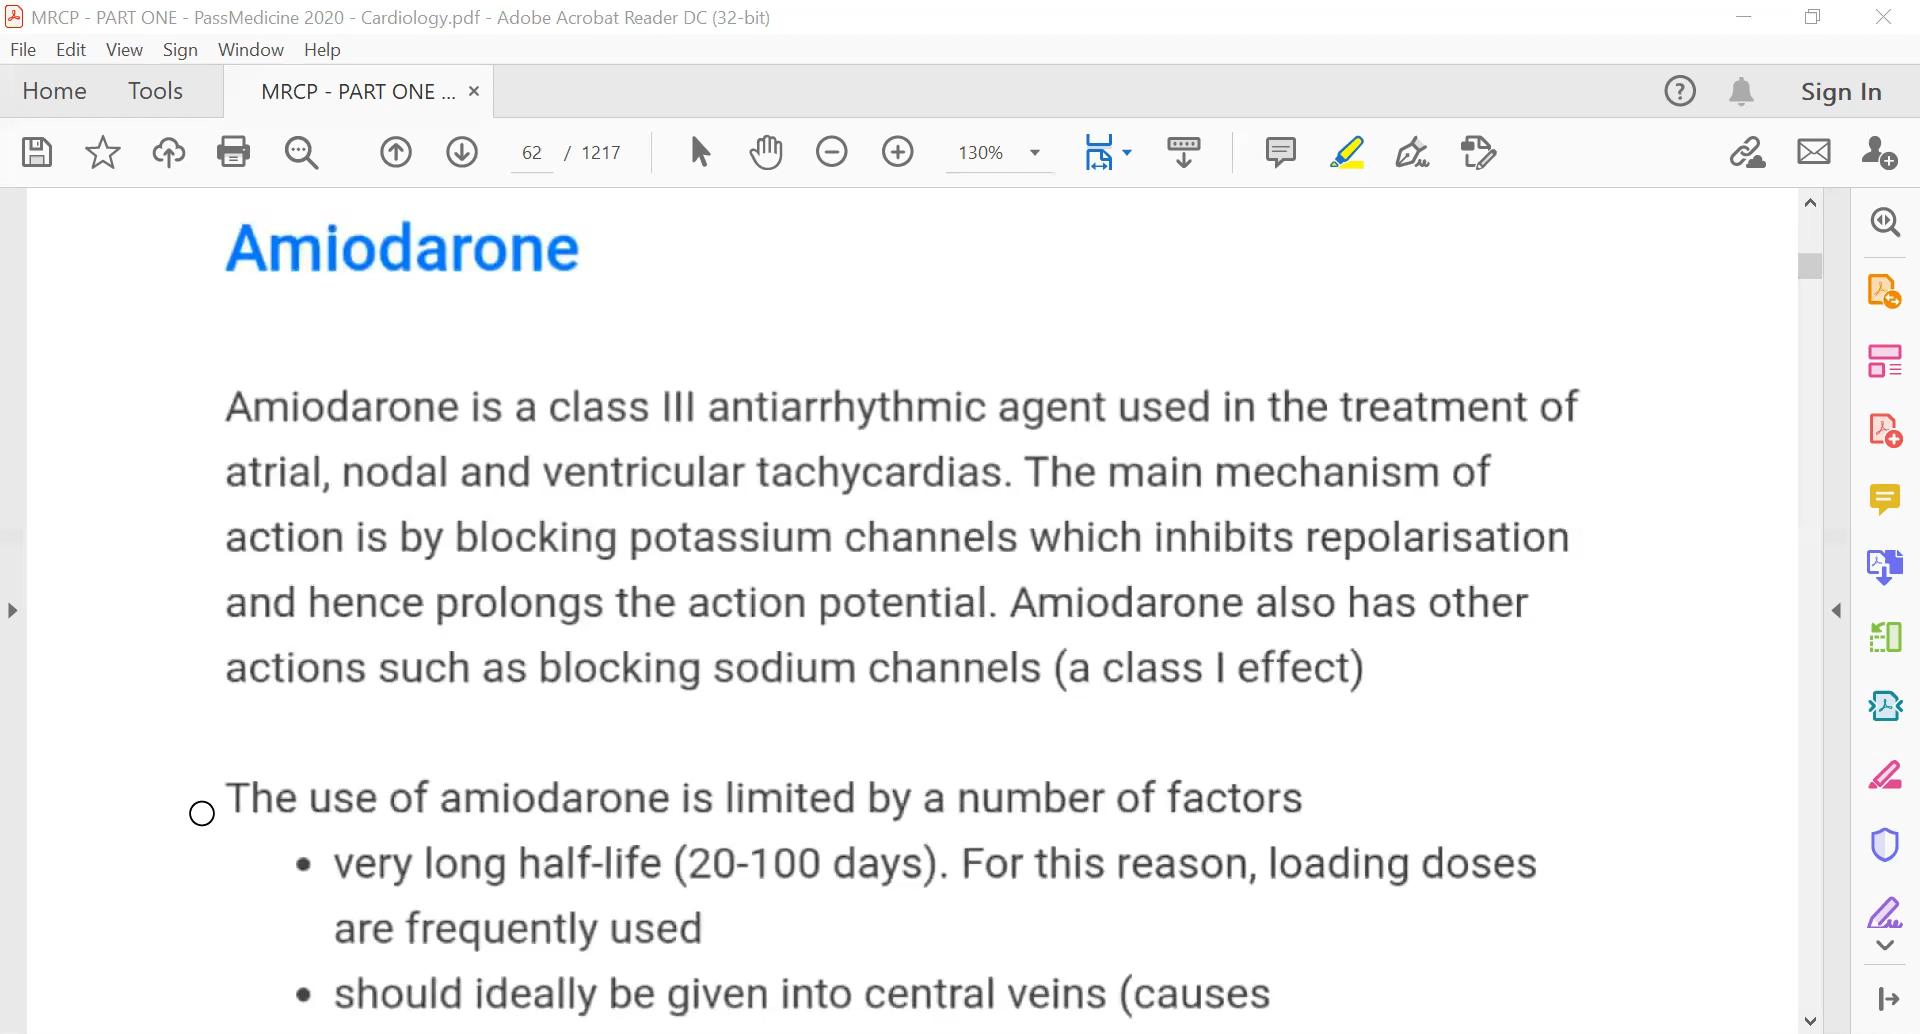 MRCP - PART ONE - PassMedicine 2020 - Cardiology.pdf - Adobe Acrobat Reader DC (32-bit)
File Edit View Sign Window Help
Home Tools MRCP - PART ONE ... × Sign In
62 / 1217 130%
Amiodarone
Amiodarone is a class III antiarrhythmic agent used in the treatment of
atrial, nodal and ventricular tachycardias. The main mechanism of
action is by blocking potassium channels which inhibits repolarisation
and hence prolongs the action potential. Amiodarone also has other
actions such as blocking sodium channels (a class I effect)
The use of amiodarone is limited by a number of factors
• very long half-life (20-100 days). For this reason, loading doses
are frequently used
• should ideally be given into central veins (causes